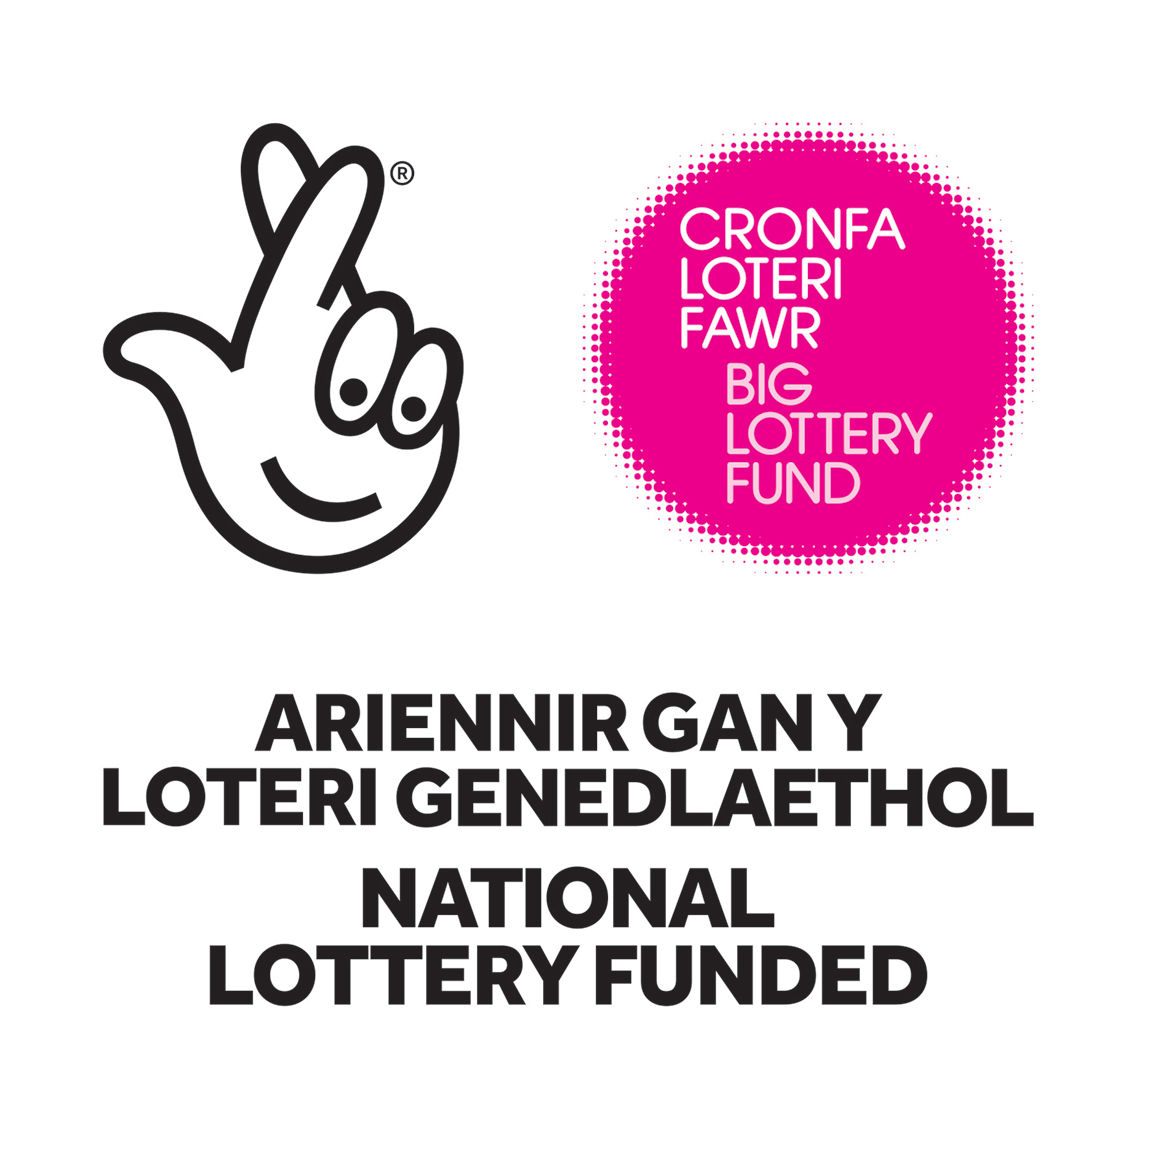 ®
CRONFA
LOTERI
FAWR
BIG
LOTTERY
FUND
ARIENNIR GAN Y
LOTERI GENEDLAETHOL
NATIONAL
LOTTERY FUNDED